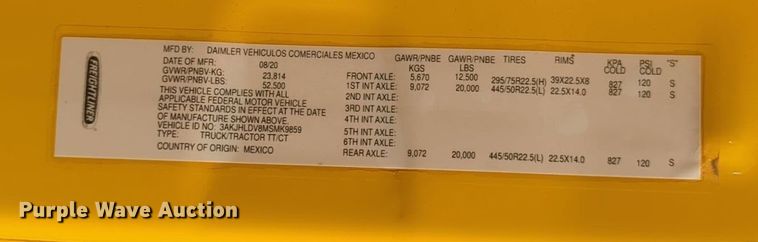 FREIGHTLINER
MFD BY: DAIMLER VEHICULOS COMERCIALES MEXICO
DATE OF MFR: 08/20
GVWR/PNBV-KG: 23,814
GVWR/PNBV-LBS: 52,500
THIS VEHICLE COMPLIES WITH ALL
APPLICABLE FEDERAL MOTOR VEHICLE
SAFETY STANDARDS IN EFFECT AT THE DATE
OF MANUFACTURE SHOWN ABOVE.
VEHICLE ID NO: 3AKJHLDV8MSMK9859
TYPE: TRUCK/TRACTOR TT/CT
COUNTRY OF ORIGIN: MEXICO
GAWR/PNBE KGS GAWR/PNBE LBS TIRES RIMS KPA COLD PSI COLD "S"
FRONT AXLE: 5,670 12,500 295/75R22.5(H) 39X22.5X8 827 120 S
1ST INT AXLE: 9,072 20,000 445/50R22.5(L) 22.5X14.0 827 120 S
2ND INT AXLE:
3RD INT AXLE:
4TH INT AXLE:
5TH INT AXLE:
6TH INT AXLE:
REAR AXLE: 9,072 20,000 445/50R22.5(L) 22.5X14.0 827 120 S
Purple Wave Auction